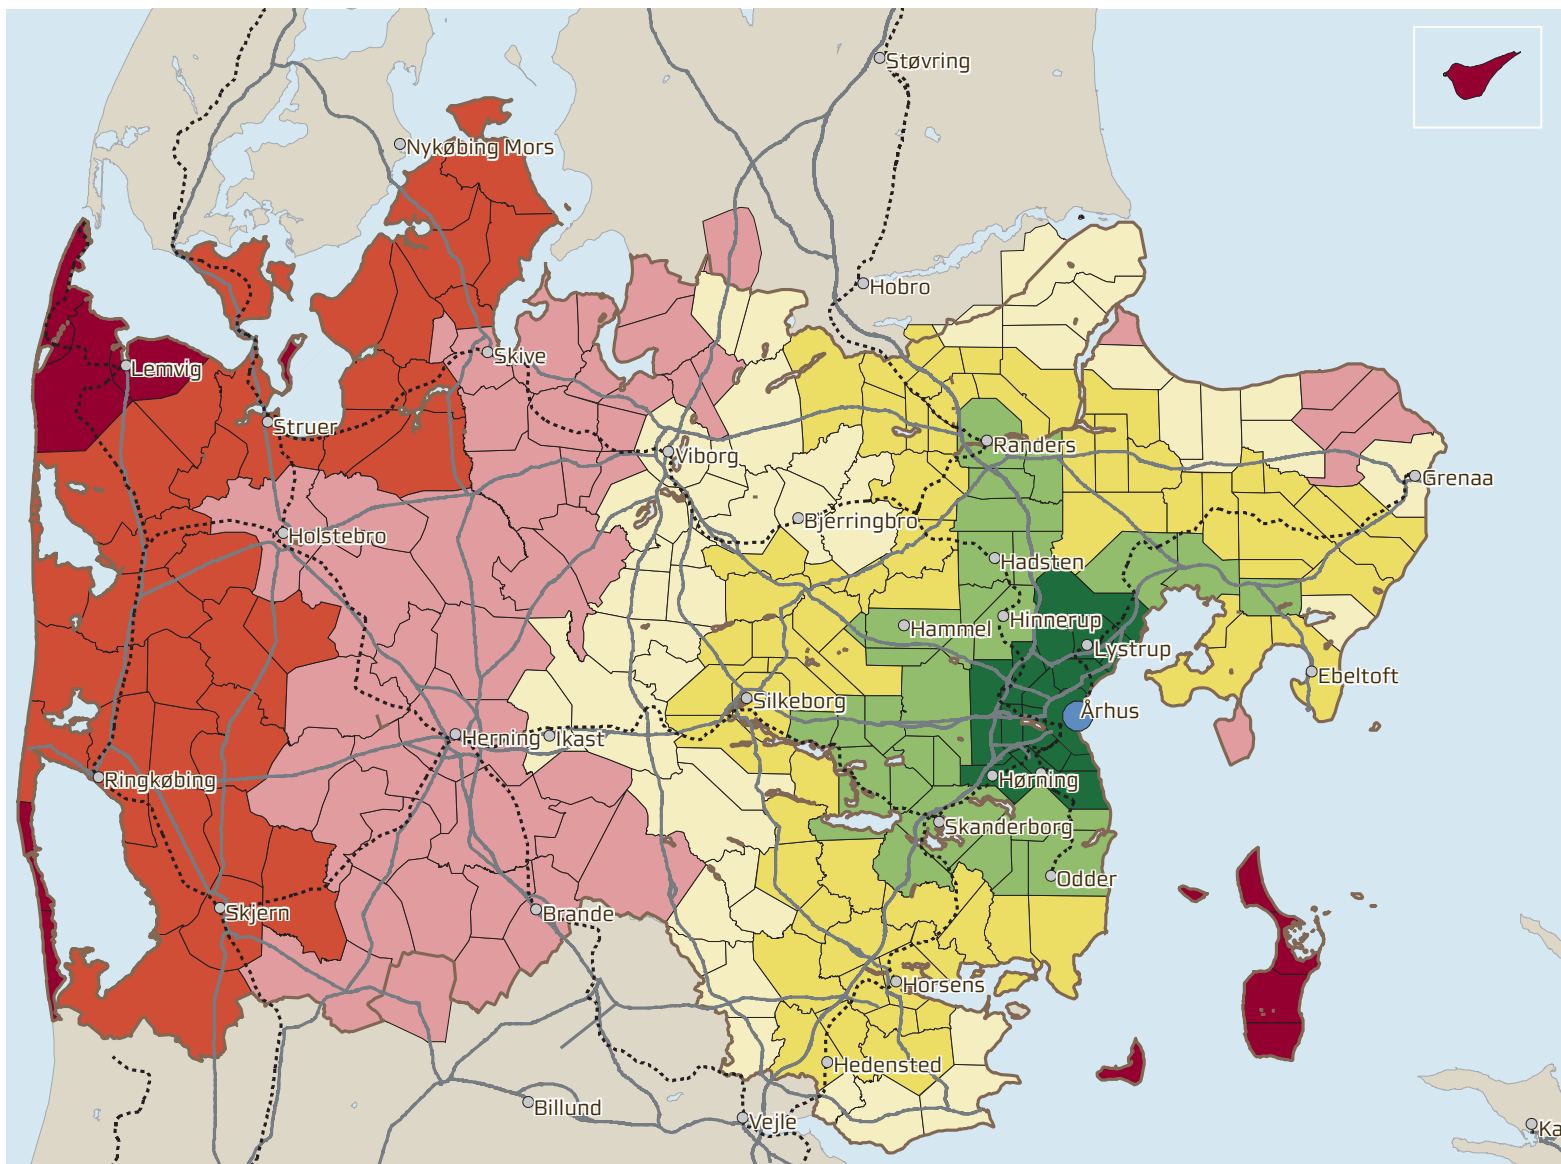 Støvring
Nykøbing Mors
Hobro
Skive
Lemvig
Struer
Viborg
Randers
Grenaa
Bjerringbro
Holstebro
Hadsten
Hinnerup
Hammel
Lystrup
Ebeltoft
Silkeborg
Århus
Herning
Ikast
Ringkøbing
Hørning
Skanderborg
Odder
Skjern
Brande
Horsens
Hedensted
Billund
Vejle
Ka